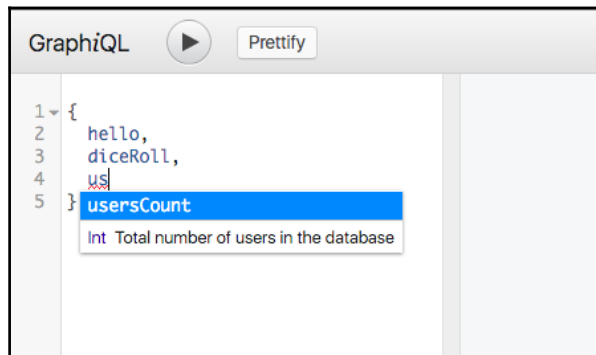 GraphiQL Prettify
1 {
2 hello,
3 diceRoll,
4 us
5 } usersCount
Int Total number of users in the database